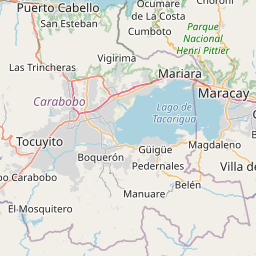 Puerto Cabello
San Esteban
Ocumare
de La Costa
Cumboto
Choroní
Parque
Nacional
Henri Pittier
Vigirima
Las Trincheras
Mariara
Maracay
Carabobo
Lago de
Tacarigua
Tocuyito
Boquerón
Güigüe
Magdaleno
Pedernales
Villa de
bo Carabobo
Belén
Manuare
El Mosquitero